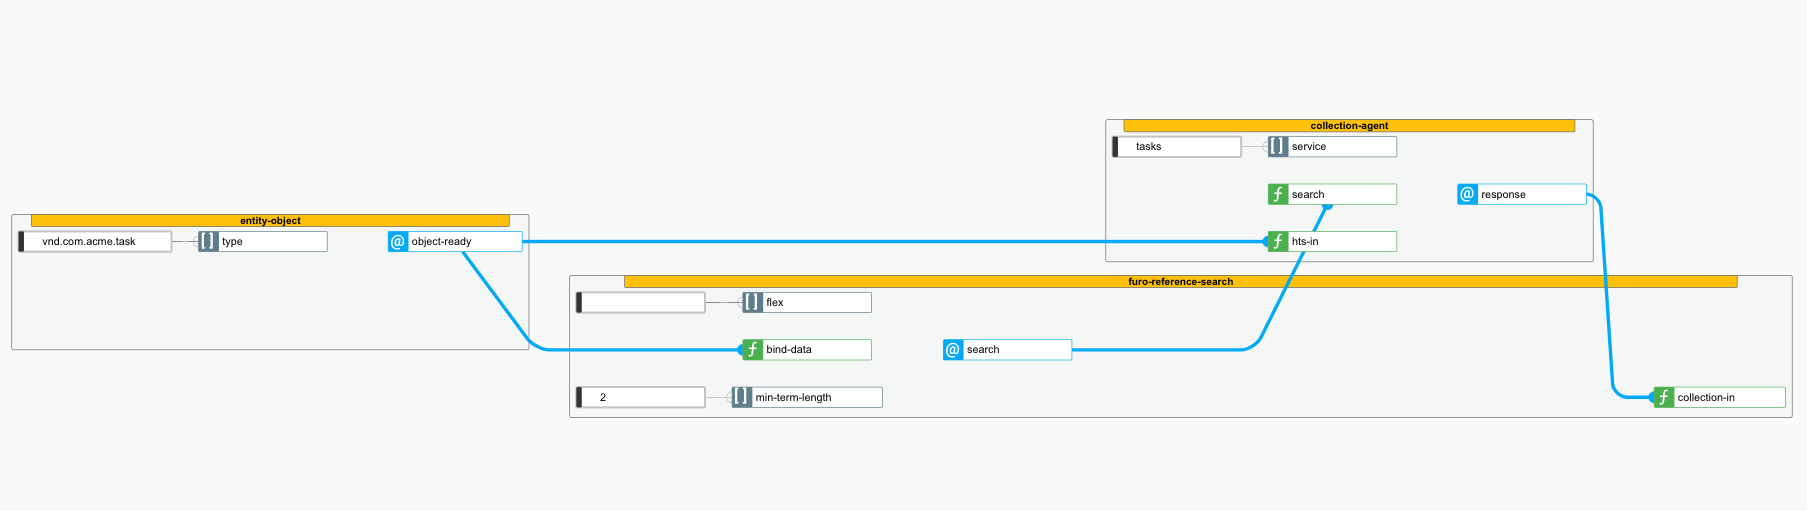 collection-agent
tasks
[] service
ƒ search
@ response
ƒ hts-in
entity-object
vnd.com.acme.task
[] type
@ object-ready
furo-reference-search
[] flex
ƒ bind-data
@ search
2
[] min-term-length
ƒ collection-in